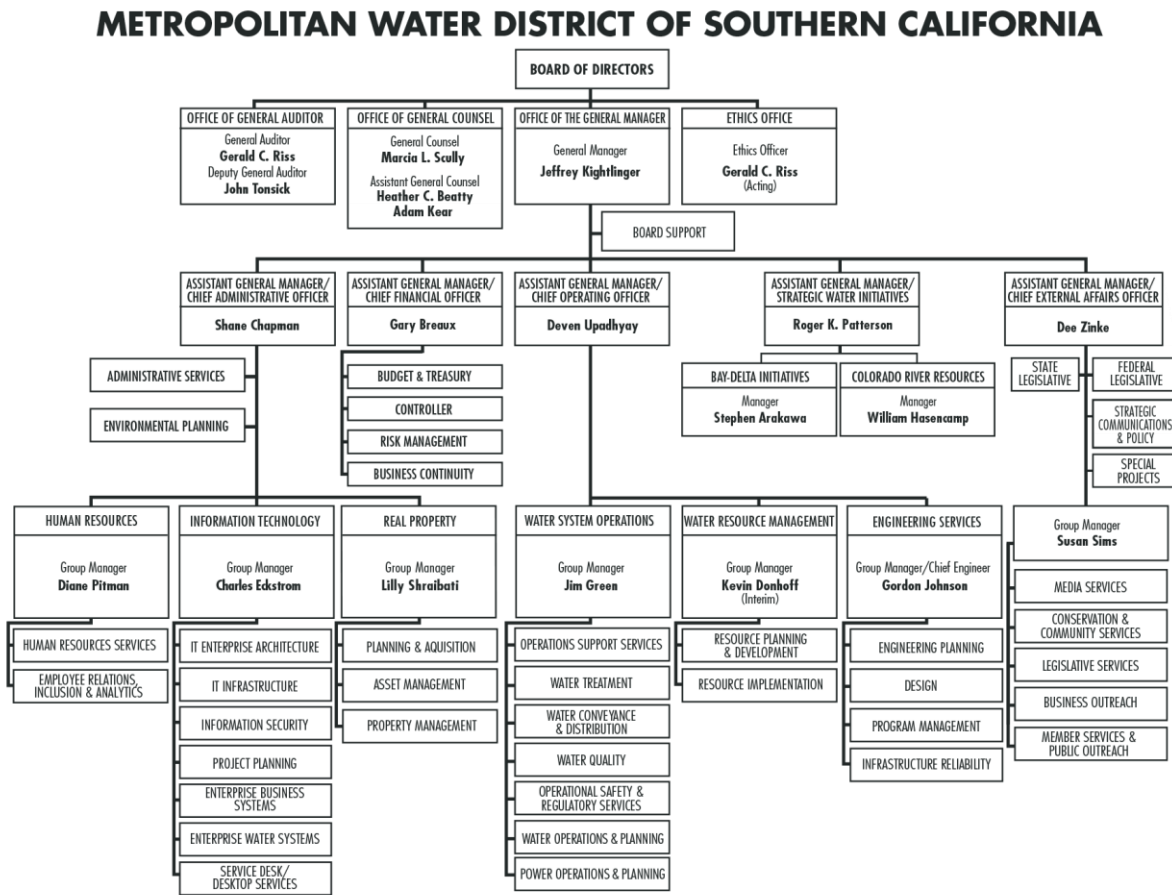 METROPOLITAN WATER DISTRICT OF SOUTHERN CALIFORNIA
BOARD OF DIRECTORS
OFFICE OF GENERAL AUDITOR
General Auditor
Gerald C. Riss
Deputy General Auditor
John Tonsick
OFFICE OF GENERAL COUNSEL
General Counsel
Marcia L. Scully
Assistant General Counsel
Heather C. Beatty
Adam Kear
OFFICE OF THE GENERAL MANAGER
General Manager
Jeffrey Kightlinger
ETHICS OFFICE
Ethics Officer
Gerald C. Riss
(Acting)
BOARD SUPPORT
ASSISTANT GENERAL MANAGER/
CHIEF ADMINISTRATIVE OFFICER
Shane Chapman
ASSISTANT GENERAL MANAGER/
CHIEF FINANCIAL OFFICER
Gary Breaux
ASSISTANT GENERAL MANAGER/
CHIEF OPERATING OFFICER
Deven Upadhyay
ASSISTANT GENERAL MANAGER/
STRATEGIC WATER INITIATIVES
Roger K. Patterson
ASSISTANT GENERAL MANAGER/
CHIEF EXTERNAL AFFAIRS OFFICER
Dee Zinke
ADMINISTRATIVE SERVICES
ENVIRONMENTAL PLANNING
BUDGET & TREASURY
CONTROLLER
RISK MANAGEMENT
BUSINESS CONTINUITY
BAY-DELTA INITIATIVES
Manager
Stephen Arakawa
COLORADO RIVER RESOURCES
Manager
William Hasencamp
STATE
LEGISLATIVE
FEDERAL
LEGISLATIVE
STRATEGIC
COMMUNICATIONS
& POLICY
SPECIAL
PROJECTS
HUMAN RESOURCES
Group Manager
Diane Pitman
INFORMATION TECHNOLOGY
Group Manager
Charles Eckstrom
REAL PROPERTY
Group Manager
Lilly Shraibati
WATER SYSTEM OPERATIONS
Group Manager
Jim Green
WATER RESOURCE MANAGEMENT
Group Manager
Kevin Donhoff
(Interim)
ENGINEERING SERVICES
Group Manager/Chief Engineer
Gordon Johnson
Group Manager
Susan Sims
HUMAN RESOURCES SERVICES
EMPLOYEE RELATIONS,
INCLUSION & ANALYTICS
IT ENTERPRISE ARCHITECTURE
IT INFRASTRUCTURE
INFORMATION SECURITY
PROJECT PLANNING
ENTERPRISE BUSINESS
SYSTEMS
ENTERPRISE WATER SYSTEMS
SERVICE DESK/
DESKTOP SERVICES
PLANNING & AQUISITION
ASSET MANAGEMENT
PROPERTY MANAGEMENT
OPERATIONS SUPPORT SERVICES
WATER TREATMENT
WATER CONVEYANCE
& DISTRIBUTION
WATER QUALITY
OPERATIONAL SAFETY &
REGULATORY SERVICES
WATER OPERATIONS & PLANNING
POWER OPERATIONS & PLANNING
RESOURCE PLANNING
& DEVELOPMENT
RESOURCE IMPLEMENTATION
ENGINEERING PLANNING
DESIGN
PROGRAM MANAGEMENT
INFRASTRUCTURE RELIABILITY
MEDIA SERVICES
CONSERVATION &
COMMUNITY SERVICES
LEGISLATIVE SERVICES
BUSINESS OUTREACH
MEMBER SERVICES &
PUBLIC OUTREACH